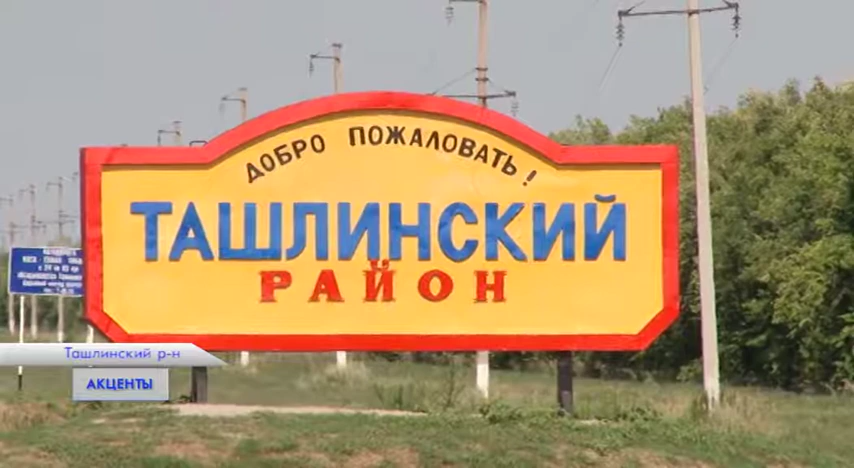 ДОБРО ПОЖАЛОВАТЬ!
ТАШЛИНСКИЙ
РАЙОН
Ташлинский р-н
АКЦЕНТЫ